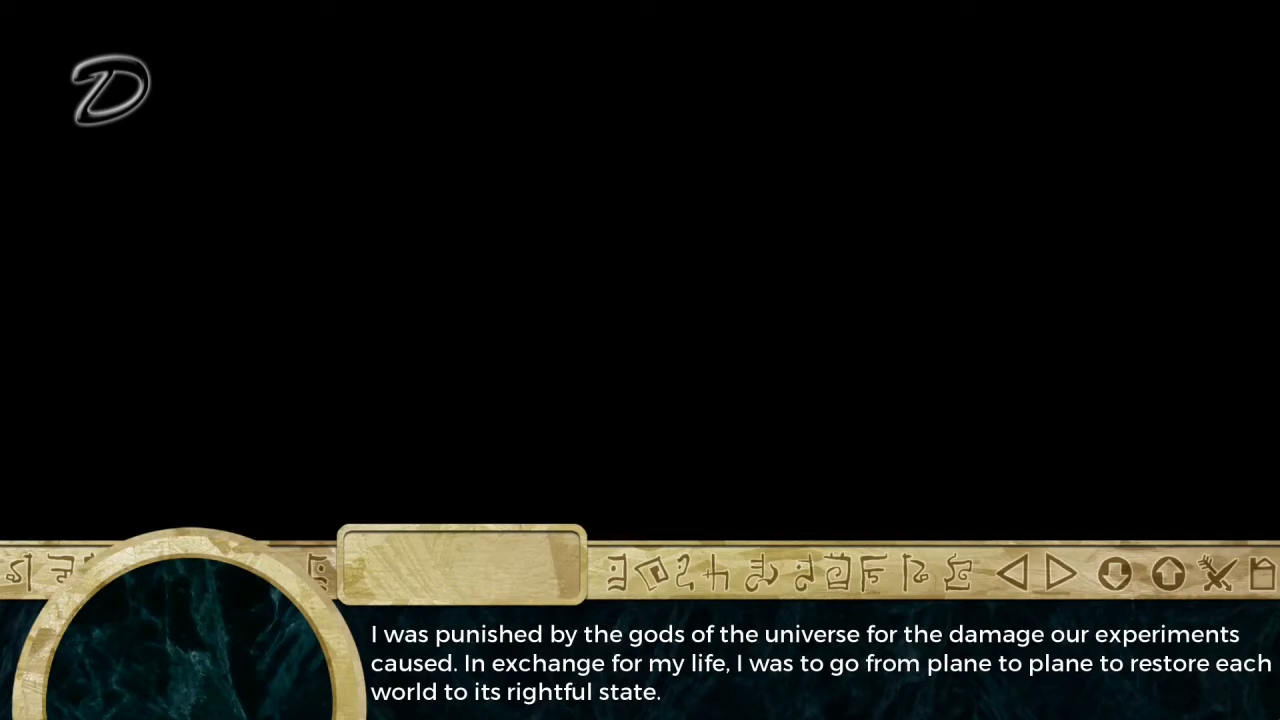 D
I was punished by the gods of the universe for the damage our experiments
caused. In exchange for my life, I was to go from plane to plane to restore each
world to its rightful state.